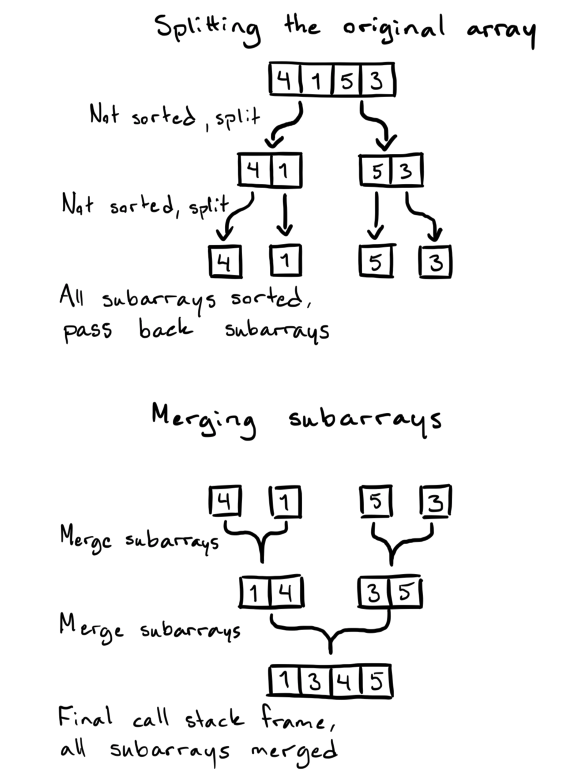 Splitting the original array
4 1 5 3
Not sorted, split
4 1 5 3
Not sorted, split
4 1 5 3
All subarrays sorted,
pass back subarrays
Merging subarrays
4 1 5 3
Merge subarrays
1 4 3 5
Merge subarrays
1 3 4 5
Final call stack frame,
all subarrays merged